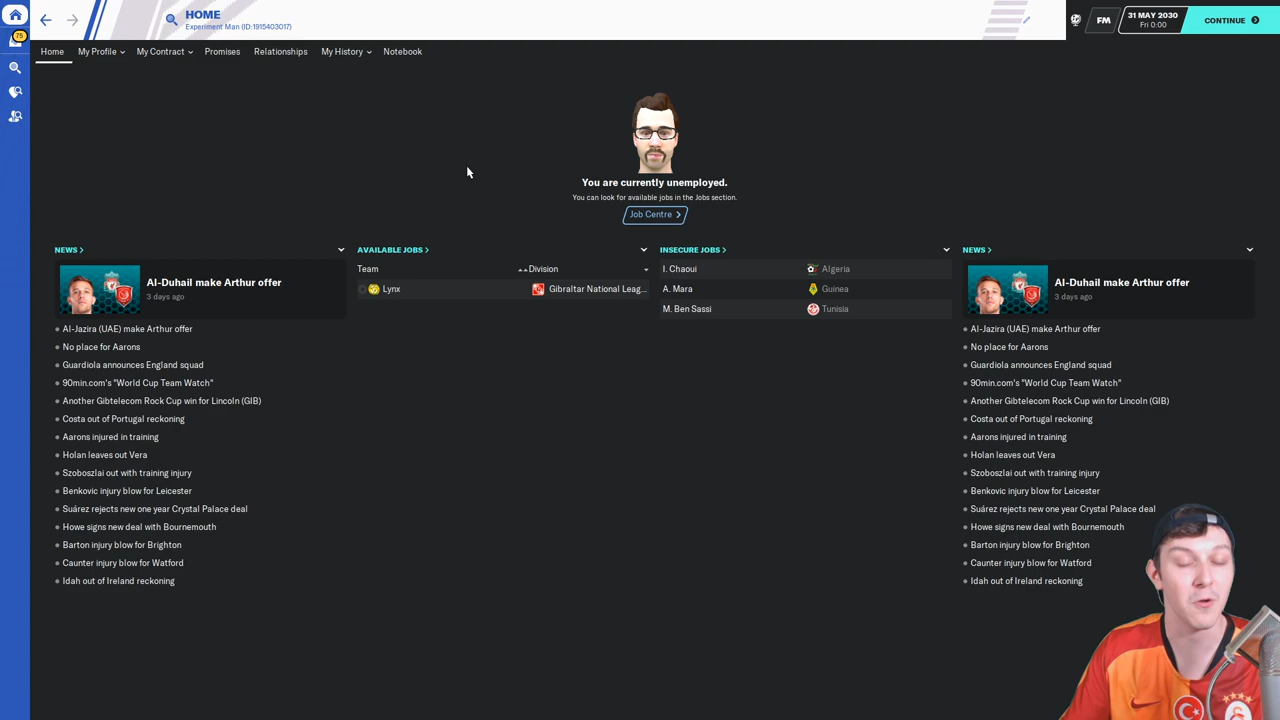 HOME
Experiment Man (ID:1915403017)
FM
31 MAY 2030
Fri 0:00
CONTINUE
75
Home
My Profile
My Contract
Promises
Relationships
My History
Notebook
You are currently unemployed.
You can look for available jobs in the Jobs section.
Job Centre
NEWS
Al-Duhail make Arthur offer
3 days ago
Al-Jazira (UAE) make Arthur offer
No place for Aarons
Guardiola announces England squad
90min.com's "World Cup Team Watch"
Another Gibtelecom Rock Cup win for Lincoln (GIB)
Costa out of Portugal reckoning
Aarons injured in training
Holan leaves out Vera
Szoboszlai out with training injury
Benkovic injury blow for Leicester
Suárez rejects new one year Crystal Palace deal
Howe signs new deal with Bournemouth
Barton injury blow for Brighton
Caunter injury blow for Watford
Idah out of Ireland reckoning
AVAILABLE JOBS
Team Division
Lynx Gibraltar National Leag...
INSECURE JOBS
I. Chaoui Algeria
A. Mara Guinea
M. Ben Sassi Tunisia
NEWS
Al-Duhail make Arthur offer
3 days ago
Al-Jazira (UAE) make Arthur offer
No place for Aarons
Guardiola announces England squad
90min.com's "World Cup Team Watch"
Another Gibtelecom Rock Cup win for Lincoln (GIB)
Costa out of Portugal reckoning
Aarons injured in training
Holan leaves out Vera
Szoboszlai out with training injury
Benkovic injury blow for Leicester
Suárez rejects new one year Crystal Palace deal
Howe signs new deal with Bournemouth
Barton injury blow for Brighton
Caunter injury blow for Watford
Idah out of Ireland reckoning